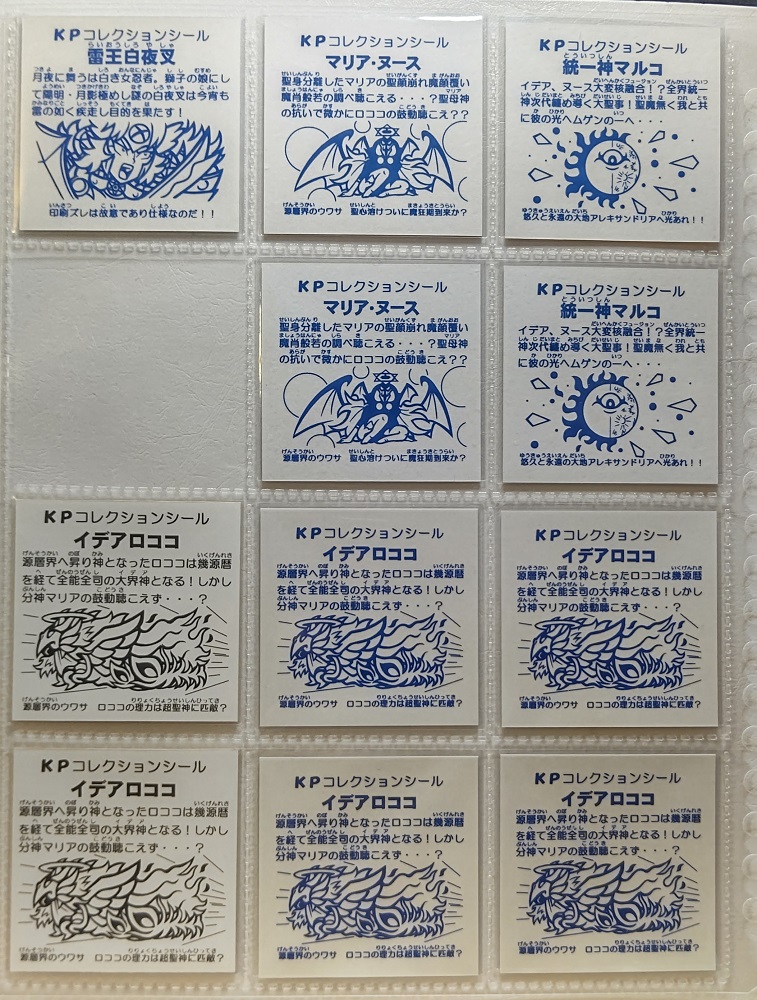 KPコレクションシール
らいおうしろやしゃ
雷王白夜叉
月夜に舞うは白き女忍者。獅子の娘にし
て陽明・月影極めし謎の白夜叉は今宵も
雷の如く疾走し目的を果たす!
印刷ズレは故意であり仕様なのだ!!
KPコレクションシール
マリア・ヌース
聖身分離したマリアの聖顔崩れ魔顔覆い
魔肖般若の調べ聴こえる・・・?聖母神
の抗いで微かにロココの鼓動聴こえ??
源層界のウワサ 聖心溶けついに魔狂期到来か?
KPコレクションシール
とういつしん
統一神マルコ
イデア、ヌース大変核融合!?全界統一
神次代纏め導く大聖事!聖魔無く我と共
に彼の光へムゲンの一へ・・・
悠久と永遠の大地アレキサンドリアへ光あれ!!
KPコレクションシール
マリア・ヌース
聖身分離したマリアの聖顔崩れ魔顔覆い
魔肖般若の調べ聴こえる・・・?聖母神
の抗いで微かにロココの鼓動聴こえ??
源層界のウワサ 聖心溶けついに魔狂期到来か?
KPコレクションシール
とういつしん
統一神マルコ
イデア、ヌース大変核融合!?全界統一
神次代纏め導く大聖事!聖魔無く我と共
に彼の光へムゲンの一へ・・・
悠久と永遠の大地アレキサンドリアへ光あれ!!
KPコレクションシール
イデアロココ
源層界へ昇り神となったロココは幾源暦
を経て全能全司の大界神となる!しかし
分神マリアの鼓動聴こえず・・・?
源層界のウワサ ロココの理力は超聖神に匹敵?
KPコレクションシール
イデアロココ
源層界へ昇り神となったロココは幾源暦
を経て全能全司の大界神となる!しかし
分神マリアの鼓動聴こえず・・・?
源層界のウワサ ロココの理力は超聖神に匹敵?
KPコレクションシール
イデアロココ
源層界へ昇り神となったロココは幾源暦
を経て全能全司の大界神となる!しかし
分神マリアの鼓動聴こえず・・・?
源層界のウワサ ロココの理力は超聖神に匹敵?
KPコレクションシール
イデアロココ
源層界へ昇り神となったロココは幾源暦
を経て全能全司の大界神となる!しかし
分神マリアの鼓動聴こえず・・・?
源層界のウワサ ロココの理力は超聖神に匹敵?
KPコレクションシール
イデアロココ
源層界へ昇り神となったロココは幾源暦
を経て全能全司の大界神となる!しかし
分神マリアの鼓動聴こえず・・・?
源層界のウワサ ロココの理力は超聖神に匹敵?
KPコレクションシール
イデアロココ
源層界へ昇り神となったロココは幾源暦
を経て全能全司の大界神となる!しかし
分神マリアの鼓動聴こえず・・・?
源層界のウワサ ロココの理力は超聖神に匹敵?